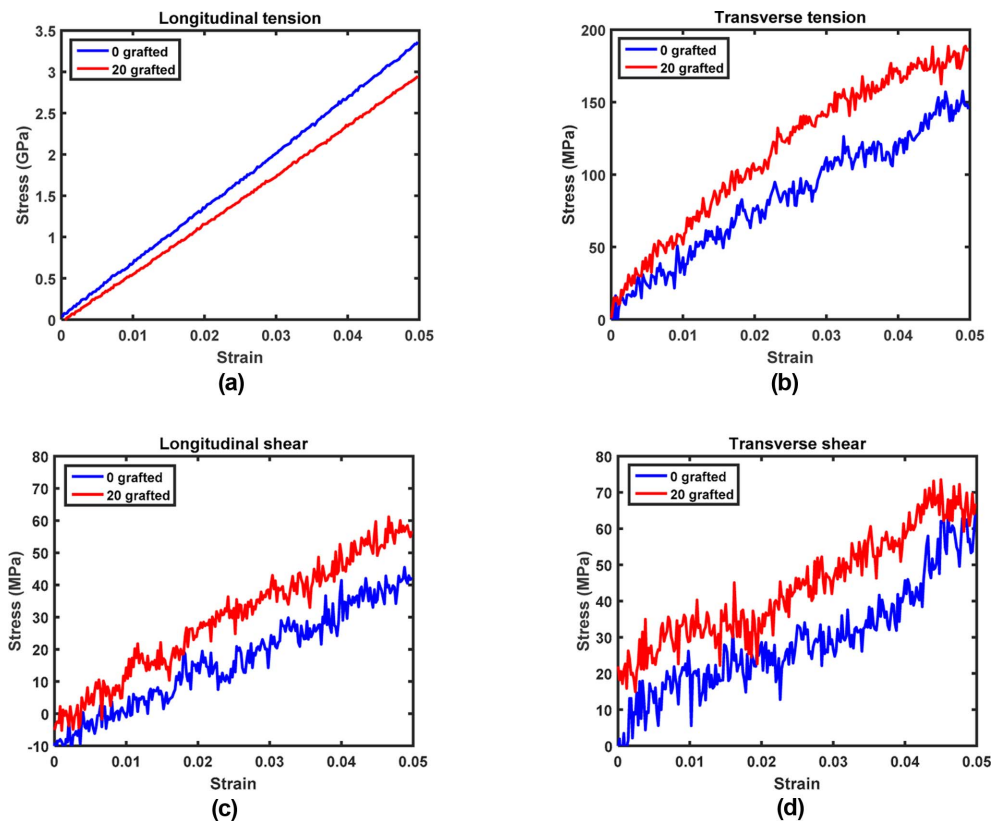 Longitudinal tension
3.5
3
2.5
2
1.5
1
0.5
0
Stress (GPa)
0 grafted
20 grafted
0 0.01 0.02 0.03 0.04 0.05
Strain
(a)
Transverse tension
200
150
100
50
0
Stress (MPa)
0 grafted
20 grafted
0 0.01 0.02 0.03 0.04 0.05
Strain
(b)
Longitudinal shear
80
70
60
50
40
30
20
10
0
-10
Stress (MPa)
0 grafted
20 grafted
0 0.01 0.02 0.03 0.04 0.05
Strain
(c)
Transverse shear
80
70
60
50
40
30
20
10
0
Stress (MPa)
0 grafted
20 grafted
0 0.01 0.02 0.03 0.04 0.05
Strain
(d)